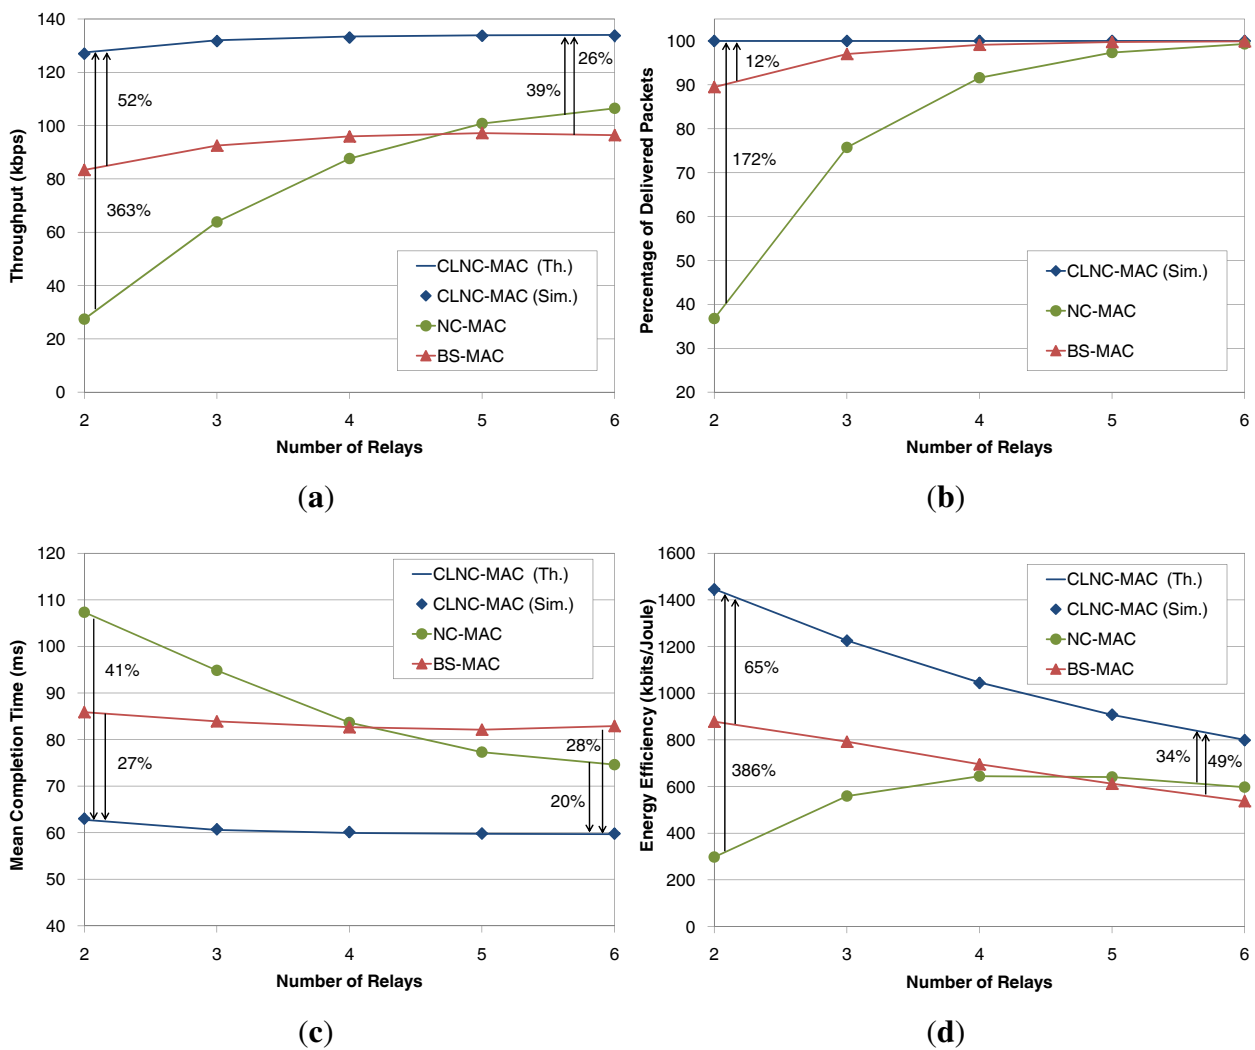 140
120
100
80
60
40
20
0
Throughput (kbps)
52%
363%
39%
26%
CLNC-MAC (Th.)
CLNC-MAC (Sim.)
NC-MAC
BS-MAC
2 3 4 5 6
Number of Relays
(a)
100
90
80
70
60
50
40
30
20
Percentage of Delivered Packets
12%
172%
CLNC-MAC (Sim.)
NC-MAC
BS-MAC
2 3 4 5 6
Number of Relays
(b)
120
110
100
90
80
70
60
50
40
Mean Completion Time (ms)
41%
27%
28%
20%
CLNC-MAC (Th.)
CLNC-MAC (Sim.)
NC-MAC
BS-MAC
2 3 4 5 6
Number of Relays
(c)
1600
1400
1200
1000
800
600
400
200
0
Energy Efficiency (kbits/Joule)
65%
386%
34%
49%
CLNC-MAC (Th.)
CLNC-MAC (Sim.)
NC-MAC
BS-MAC
2 3 4 5 6
Number of Relays
(d)